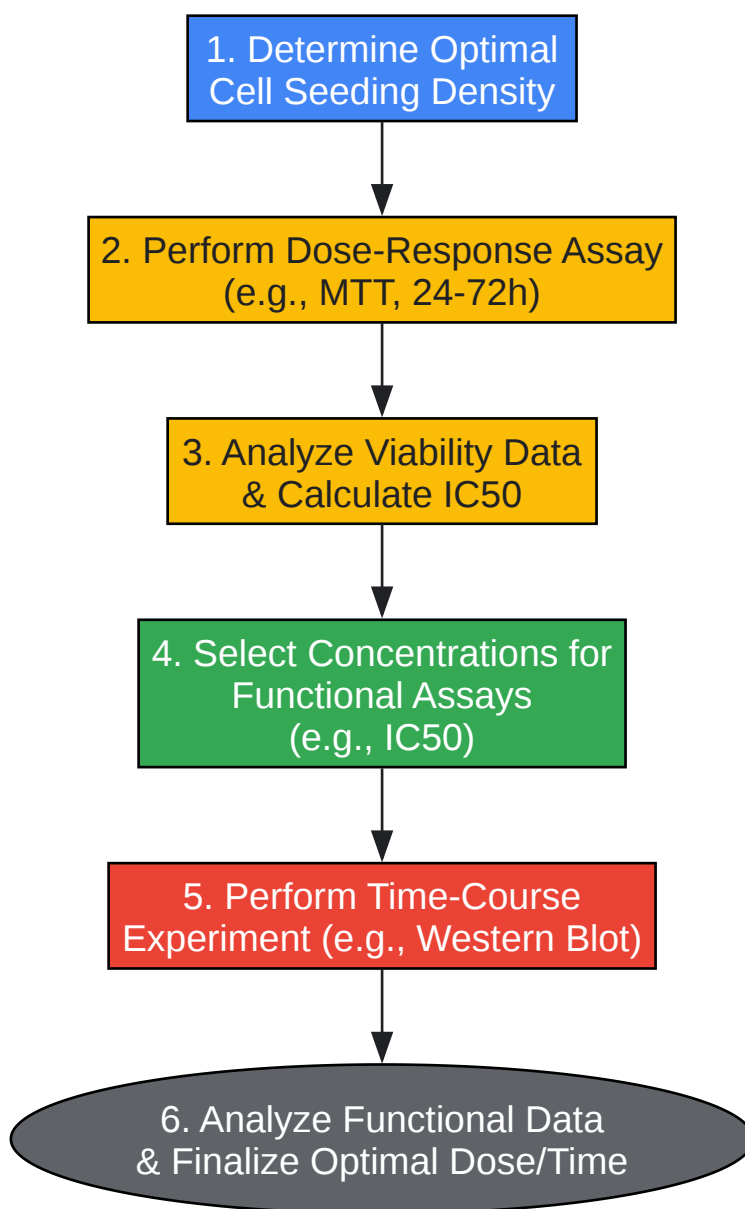 1. Determine Optimal
Cell Seeding Density
2. Perform Dose-Response Assay
(e.g., MTT, 24-72h)
3. Analyze Viability Data
& Calculate IC50
4. Select Concentrations for
Functional Assays
(e.g., IC50)
5. Perform Time-Course
Experiment (e.g., Western Blot)
6. Analyze Functional Data
& Finalize Optimal Dose/Time